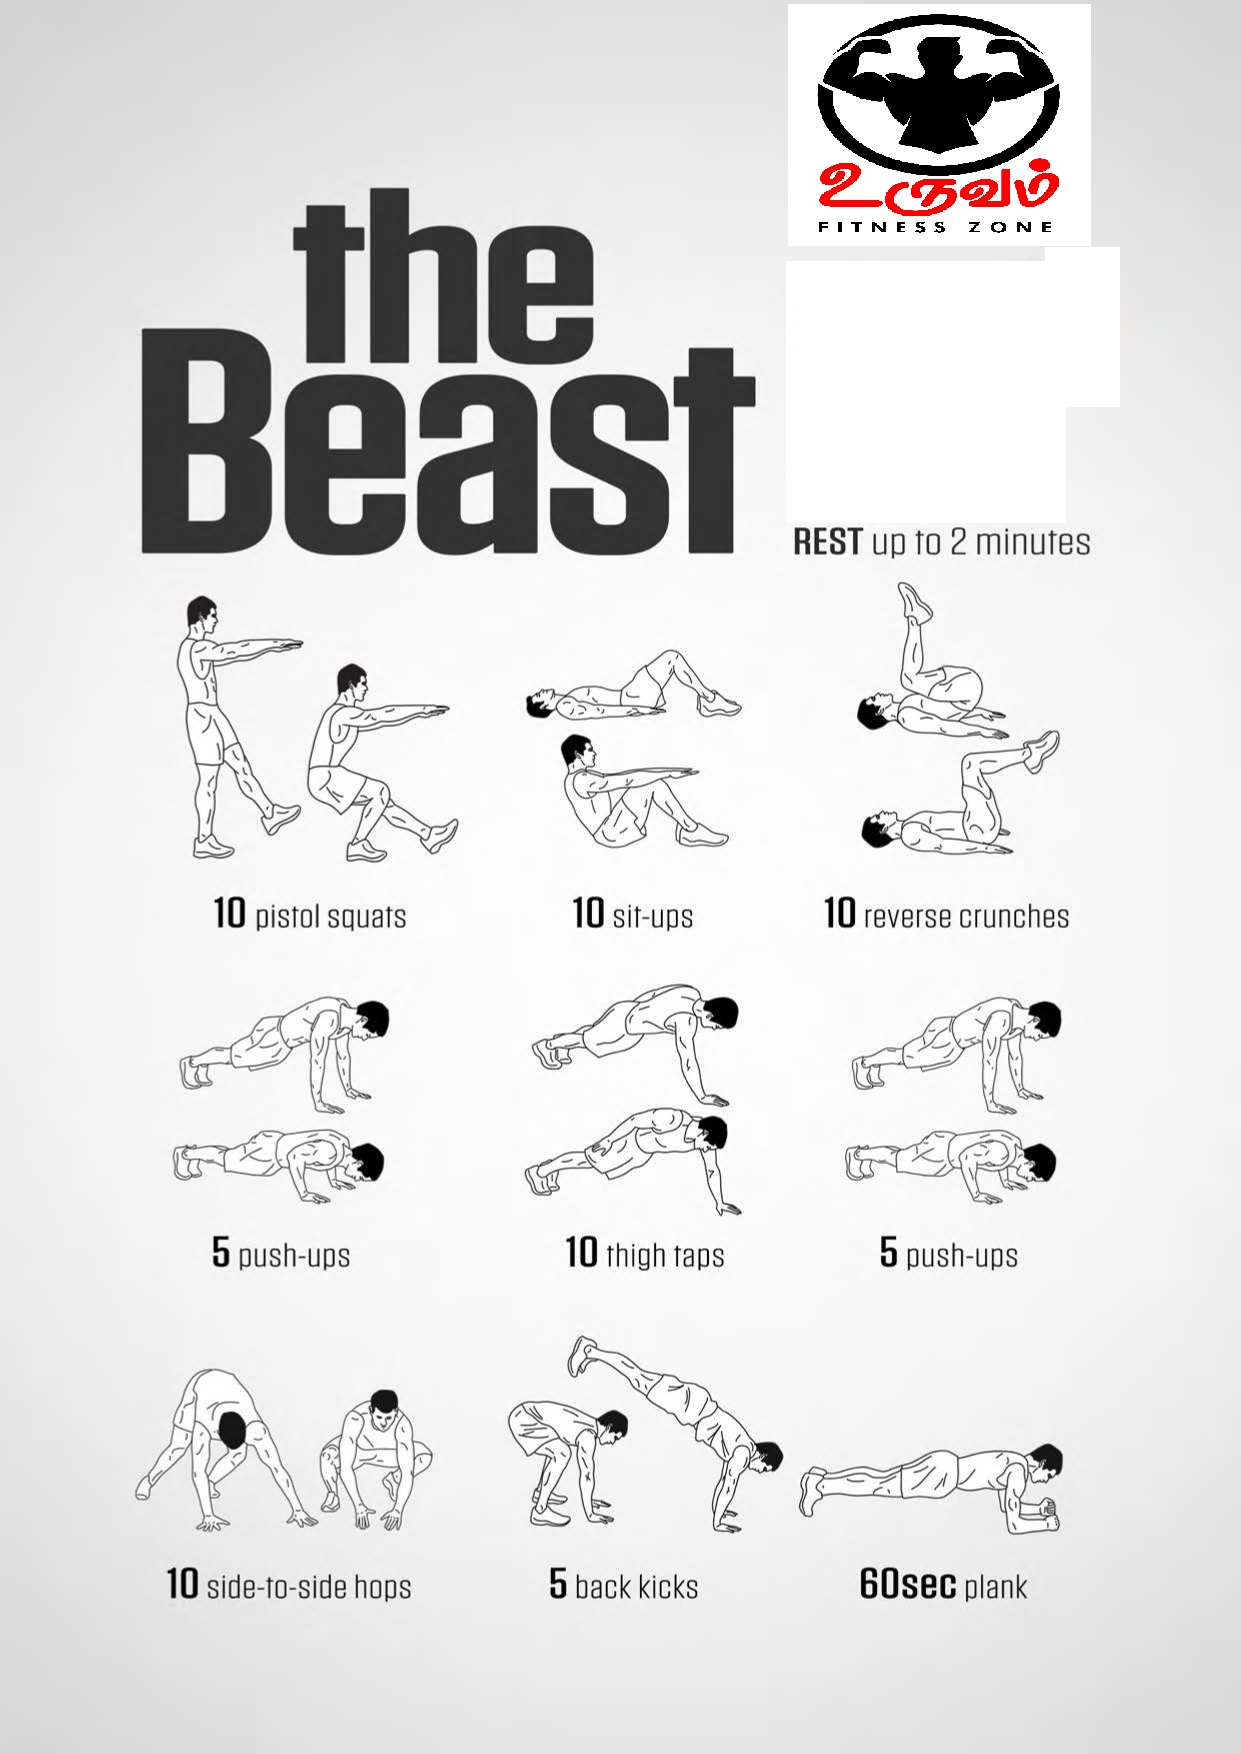 உருவம்
FITNESS ZONE
the
Beast
REST up to 2 minutes
10 pistol squats
10 sit-ups
10 reverse crunches
5 push-ups
10 thigh taps
5 push-ups
10 side-to-side hops
5 back kicks
60sec plank